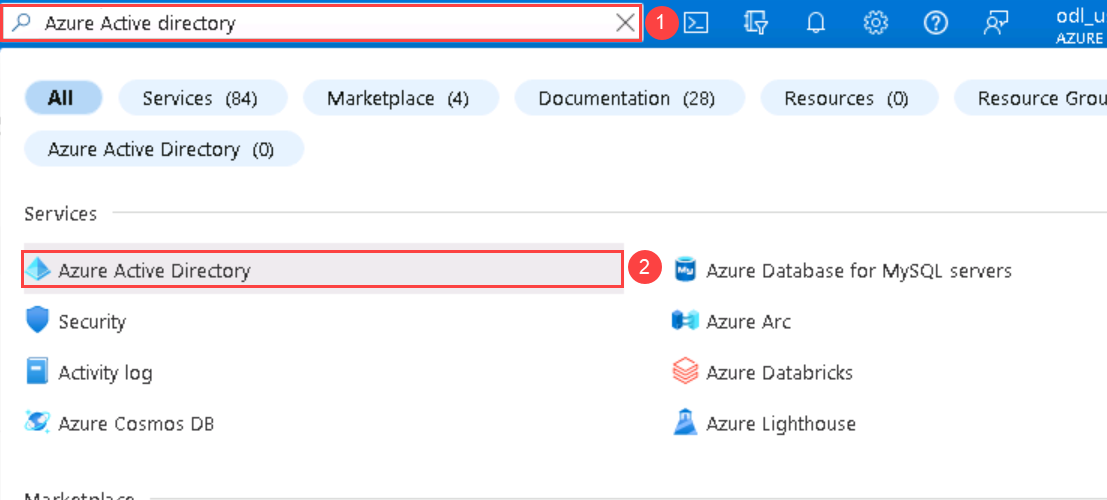 Azure Active directory
1
odl_u
AZURE
All
Services (84)
Marketplace (4)
Documentation (28)
Resources (0)
Resource Grou
Azure Active Directory (0)
Services
Azure Active Directory
2
My
Azure Database for MySQL servers
Security
Azure Arc
Activity log
Azure Databricks
Azure Cosmos DB
Azure Lighthouse
Marketplace